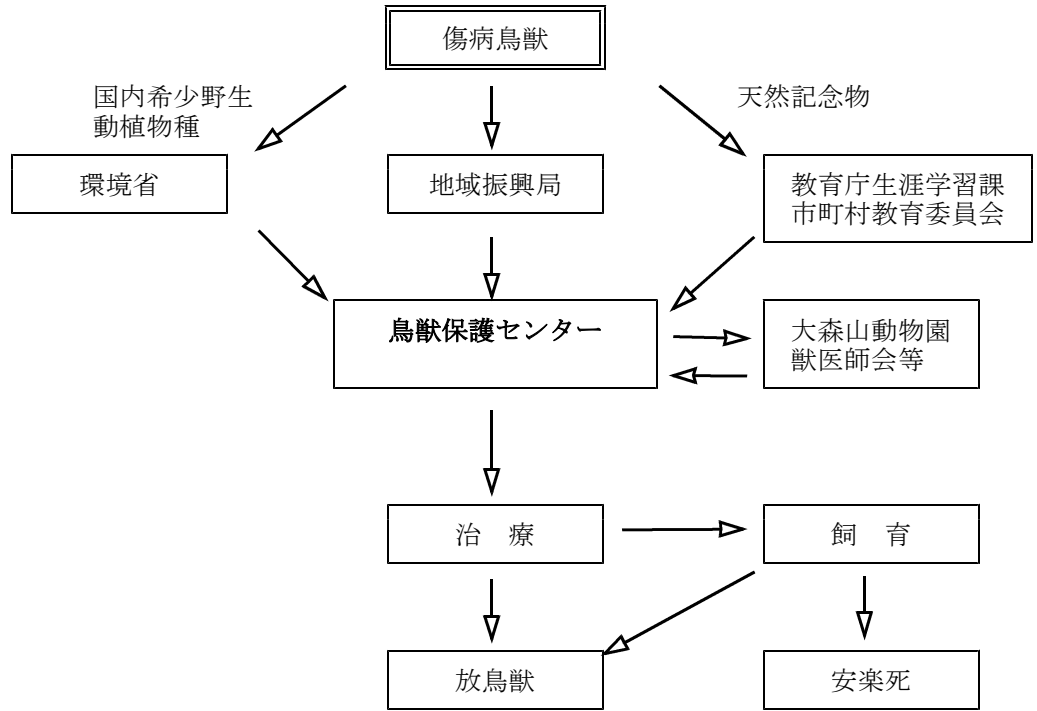 傷病鳥獣
国内希少野生
動植物種
天然記念物
環境省
地域振興局
教育庁生涯学習課
市町村教育委員会
鳥獣保護センター
大森山動物園
獣医師会等
治　療
飼　育
放鳥獣
安楽死